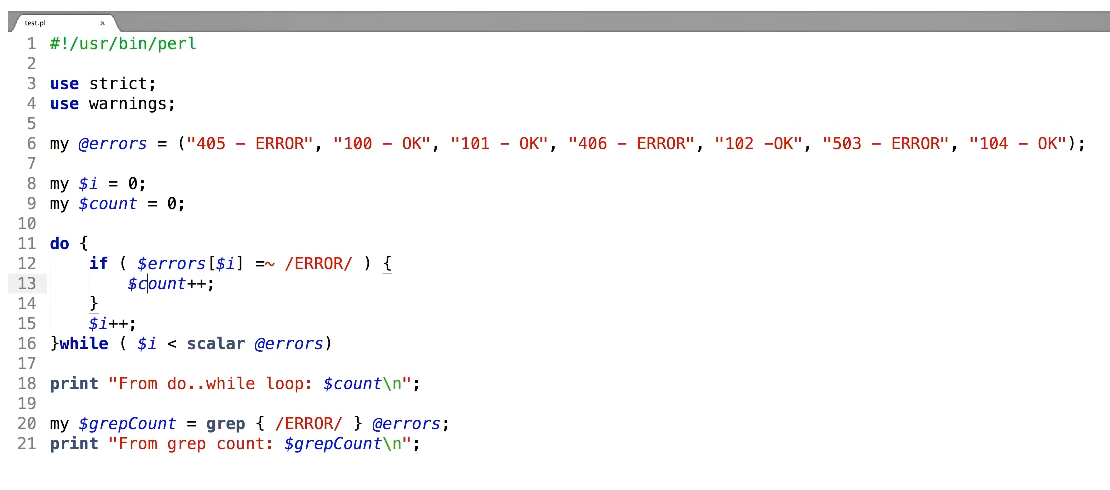 test.pl x
1 #!/usr/bin/perl
2
3 use strict;
4 use warnings;
5
6 my @errors = ("405 – ERROR", "100 – OK", "101 – OK", "406 – ERROR", "102 –OK", "503 – ERROR", "104 – OK");
7
8 my $i = 0;
9 my $count = 0;
10
11 do {
12     if ( $errors[$i] =~ /ERROR/ ) {
13         $count++;
14     }
15     $i++;
16 }while ( $i < scalar @errors)
17
18 print "From do..while loop: $count\n";
19
20 my $grepCount = grep { /ERROR/ } @errors;
21 print "From grep count: $grepCount\n";